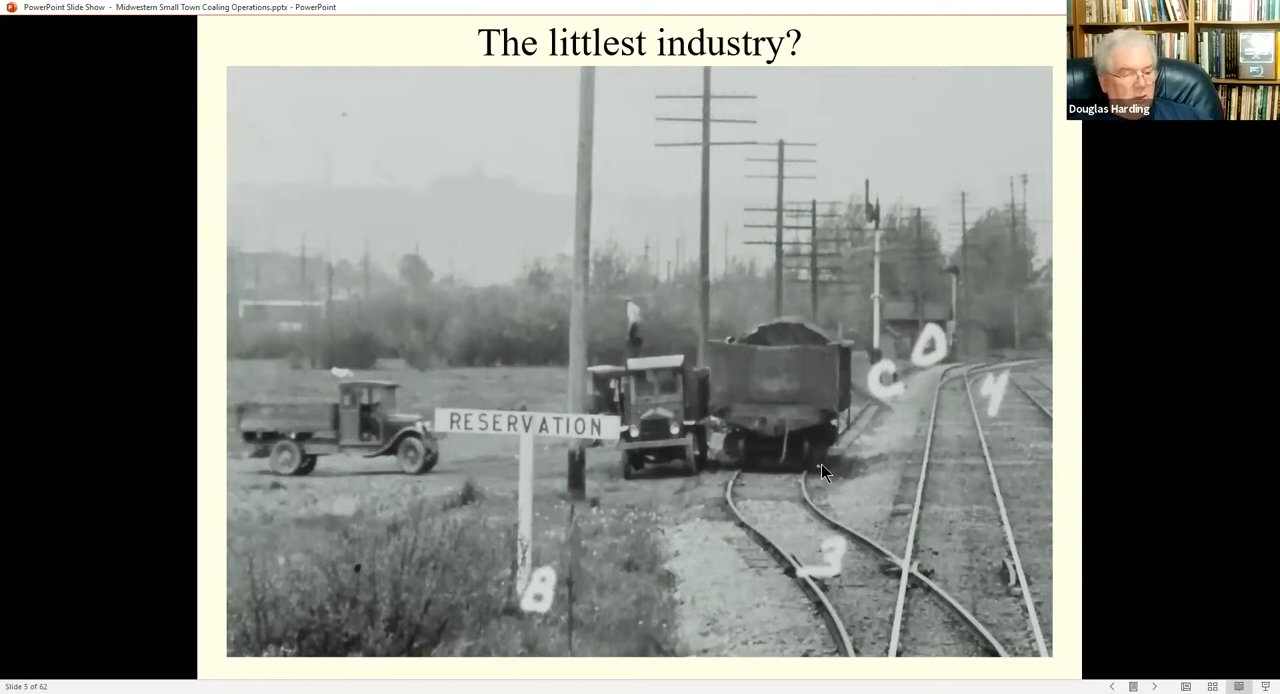 PowerPoint Slide Show - Midwestern Small Town Coaling Operations.pptx - PowerPoint
The littlest industry?
Douglas Harding
RESERVATION
D
C
4
3
B
Slide 5 of 62